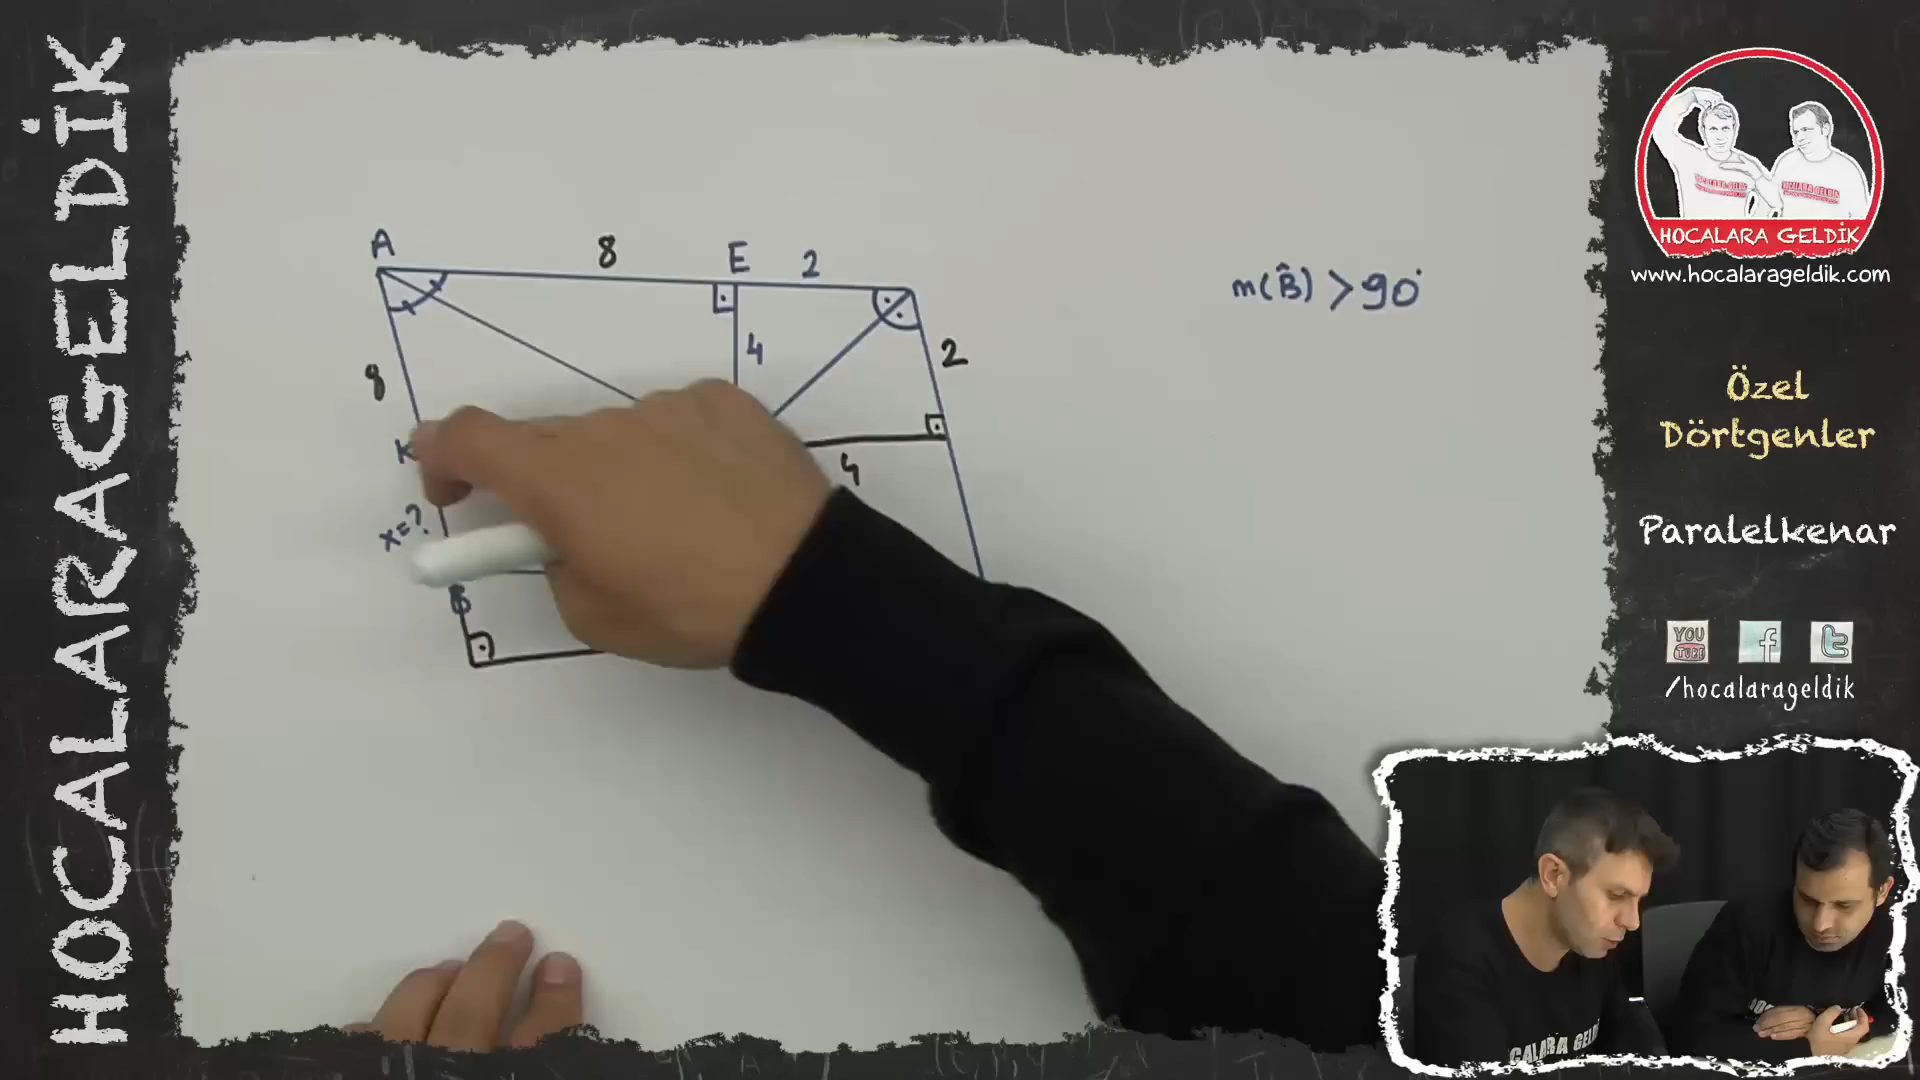 HOCALARAGELDİK
A
8
E
2
4
2
8
K
4
x=?
B
m(B̂) > 90°
HOCALARA GELDİK
www.hocalarageldik.com
Özel
Dörtgenler
Paralelkenar
YOU
TUBE
f
t
/hocalarageldik